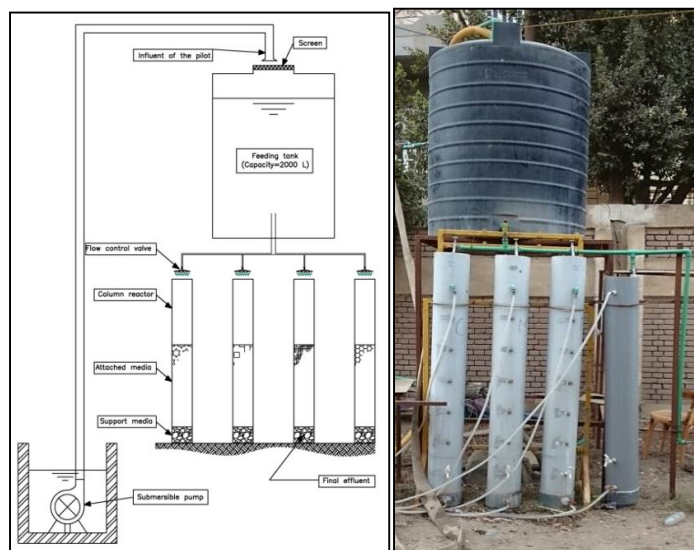 Influent of the pilot
Screen
Feeding tank
(Capacity=2000 L)
Flow control valve
Column reactor
Attached media
Support media
Final effluent
Submersible pump